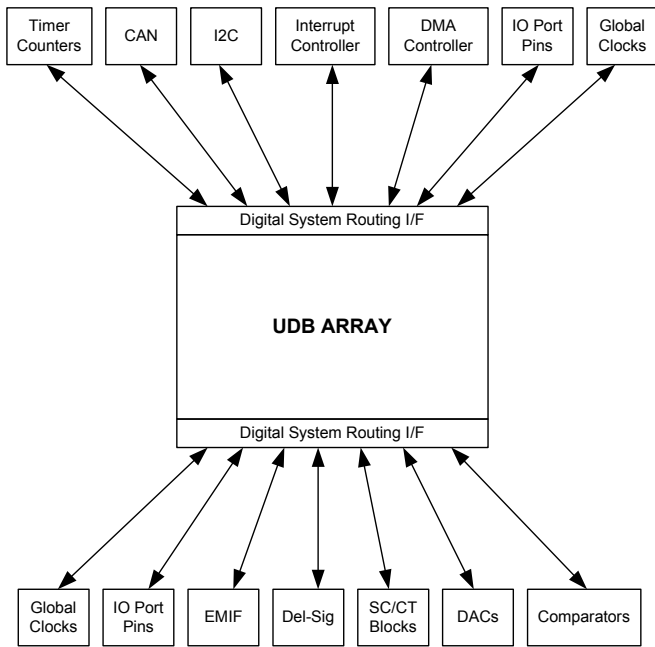 Timer
Counters
CAN
I2C
Interrupt
Controller
DMA
Controller
IO Port
Pins
Global
Clocks
Digital System Routing I/F
UDB ARRAY
Digital System Routing I/F
Global
Clocks
IO Port
Pins
EMIF
Del-Sig
SC/CT
Blocks
DACs
Comparators